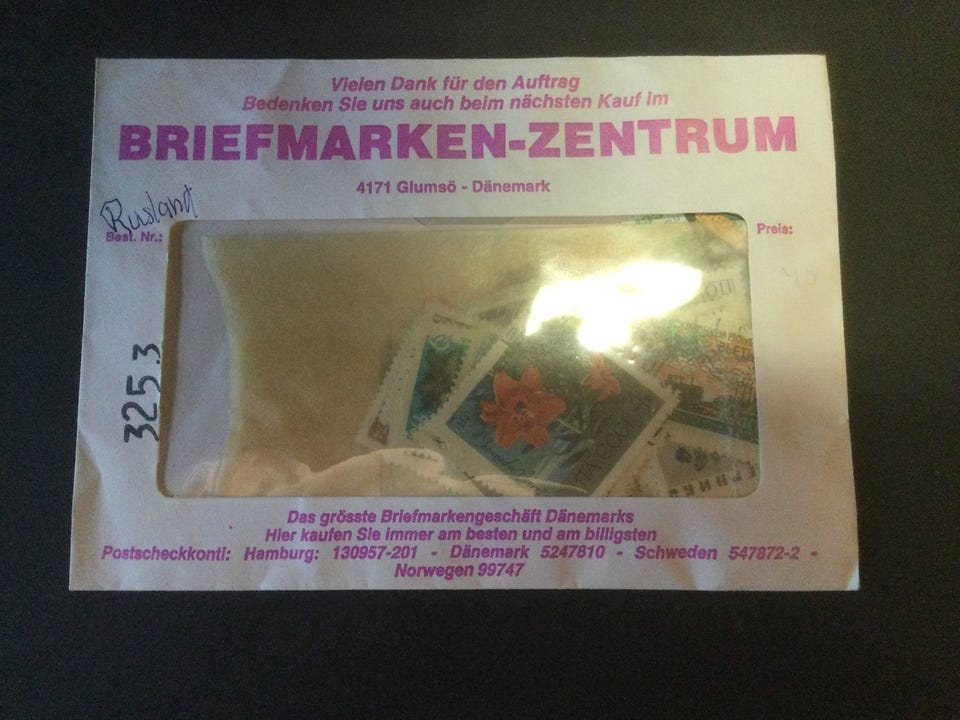 Vielen Dank für den Auftrag
Bedenken Sie uns auch beim nächsten Kauf im
BRIEFMARKEN-ZENTRUM
4171 Glumsö - Dänemark
Rusland
Best. Nr.:
Preis:
325.3
Das grösste Briefmarkengeschäft Dänemarks
Hier kaufen Sie immer am besten und am billigsten
Postscheckkonti: Hamburg: 130957-201 - Dänemark 5247810 - Schweden 547872-2 -
Norwegen 99747